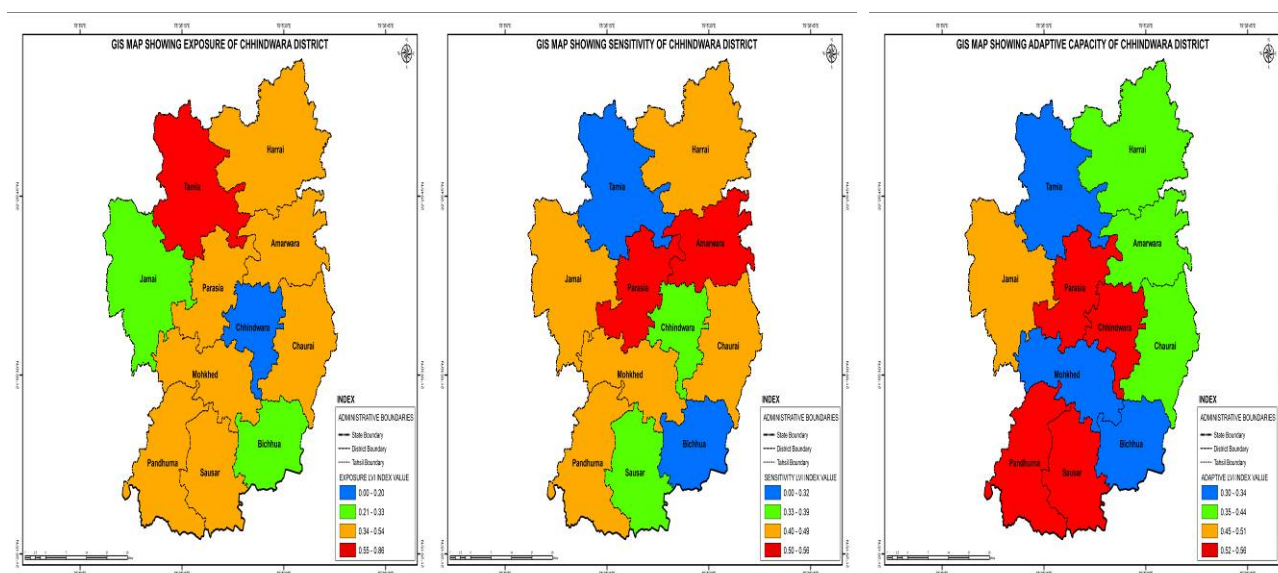 GIS MAP SHOWING EXPOSURE OF CHHINDWARA DISTRICT
Harrai
Tamia
Amarwara
Jamai
Parasia
Chhindwara
Chaurai
Mohkhed
Bichhua
Pandhurna
Sausar
INDEX
ADMINISTRATIVE BOUNDARIES
State Boundary
District Boundary
Tahsil Boundary
EXPOSURE LVI INDEX VALUE
0.00 - 0.20
0.21 - 0.33
0.34 - 0.54
0.55 - 0.86
GIS MAP SHOWING SENSITIVITY OF CHHINDWARA DISTRICT
Harrai
Tamia
Amarwara
Jamai
Parasia
Chhindwara
Chaurai
Mohkhed
Bichhua
Pandhurna
Sausar
INDEX
ADMINISTRATIVE BOUNDARIES
State Boundary
District Boundary
Tahsil Boundary
SENSITIVITY LVI INDEX VALUE
0.00 - 0.32
0.33 - 0.39
0.40 - 0.49
0.50 - 0.56
GIS MAP SHOWING ADAPTIVE CAPACITY OF CHHINDWARA DISTRICT
Harrai
Tamia
Amarwara
Jamai
Parasia
Chhindwara
Chaurai
Mohkhed
Bichhua
Pandhurna
Sausar
INDEX
ADMINISTRATIVE BOUNDARIES
State Boundary
District Boundary
Tahsil Boundary
ADAPTIVE LVI INDEX VALUE
0.30 - 0.34
0.35 - 0.44
0.45 - 0.51
0.52 - 0.56